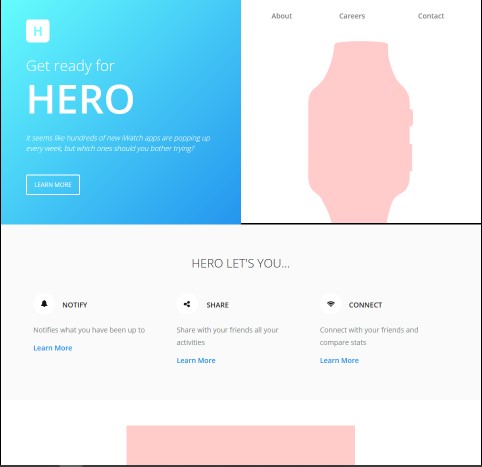 About Careers Contact
H
Get ready for
HERO
It seems like hundreds of new iWatch apps are popping up
every week, but which ones should you bother trying?
LEARN MORE
HERO LET'S YOU...
NOTIFY
Notifies what you have been up to
Learn More
SHARE
Share with your friends all your
activities
Learn More
CONNECT
Connect with your friends and
compare stats
Learn More